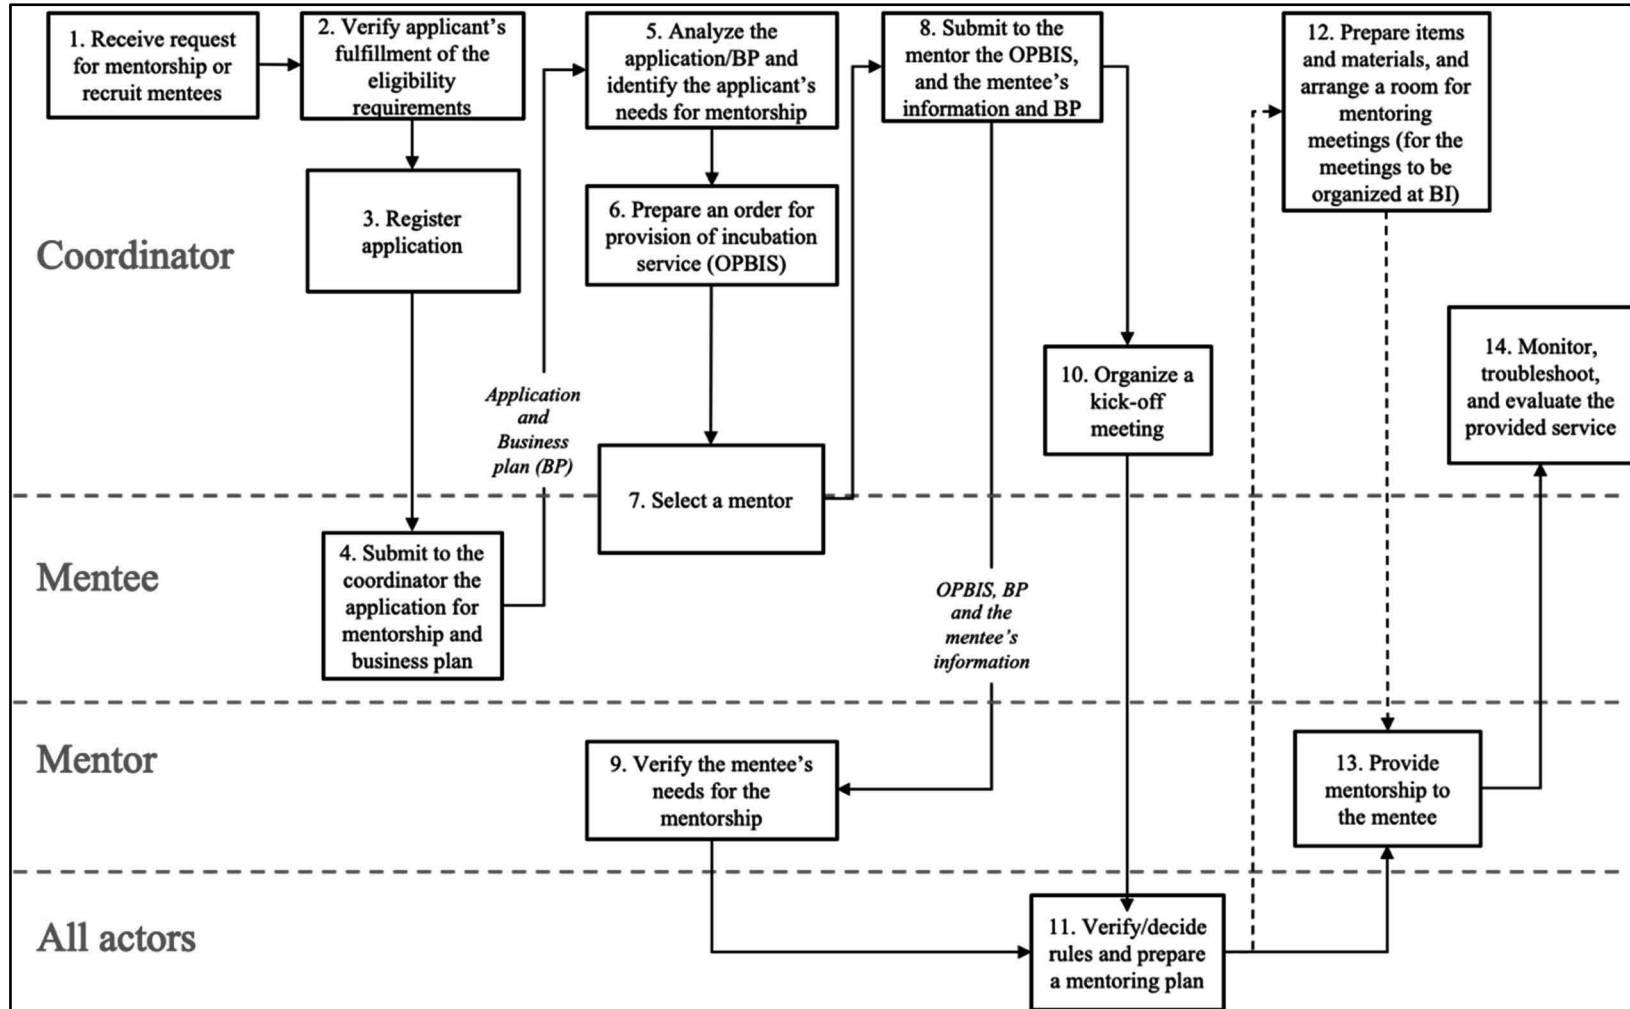 1. Receive request
for mentorship or
recruit mentees
2. Verify applicant's
fulfillment of the
eligibility
requirements
3. Register
application
4. Submit to the
coordinator the
application for
mentorship and
business plan
Application
and
Business
plan (BP)
5. Analyze the
application/BP and
identify the applicant's
needs for mentorship
6. Prepare an order for
provision of incubation
service (OPBIS)
7. Select a mentor
8. Submit to the
mentor the OPBIS,
and the mentee's
information and BP
OPBIS, BP
and the
mentee's
information
9. Verify the mentee's
needs for the
mentorship
10. Organize a
kick-off
meeting
11. Verify/decide
rules and prepare
a mentoring plan
12. Prepare items
and materials, and
arrange a room for
mentoring
meetings (for the
meetings to be
organized at BI)
13. Provide
mentorship to
the mentee
14. Monitor,
troubleshoot,
and evaluate the
provided service
Coordinator
Mentee
Mentor
All actors